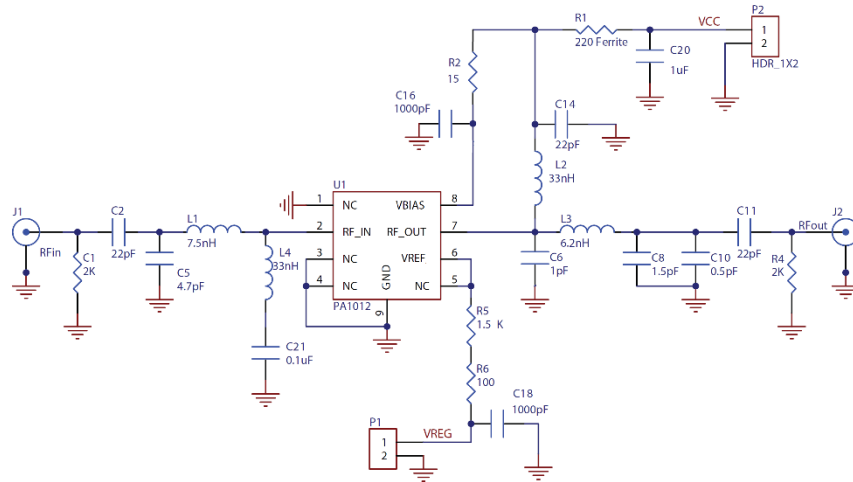 R1
220 Ferrite
VCC
P2
1
2
HDR_1X2
C20
1uF
R2
15
C16
1000pF
C14
22pF
L2
33nH
U1
1
NC
VBIAS
8
2
RF_IN
RF_OUT
7
3
NC
VREF
6
4
NC
NC
5
GND
9
PA1012
J1
RFin
C1
2K
C2
22pF
C5
4.7pF
L1
7.5nH
L4
33nH
C21
0.1uF
L3
6.2nH
C6
1pF
C8
1.5pF
C10
0.5pF
C11
22pF
RFout
J2
R4
2K
R5
1.5 K
R6
100
C18
1000pF
P1
1
2
VREG